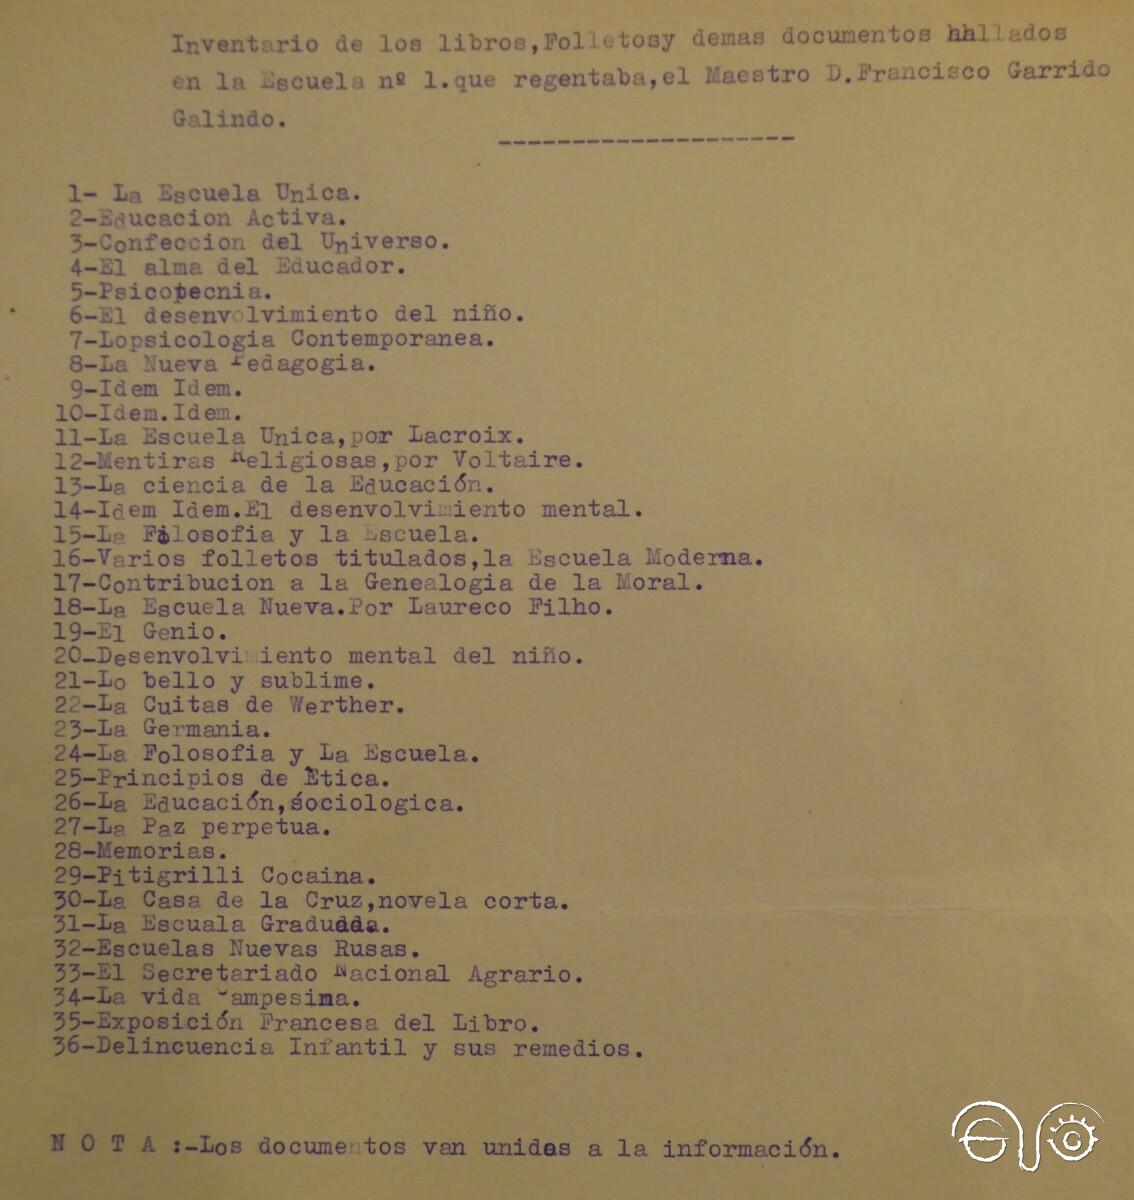 Inventario de los libros,Folletosy demas documentos hhllados
en la Escuela nº 1.que regentaba,el Maestro D.Francisco Garrido
Galindo.
--------------------
1- La Escuela Unica.
2-Educacion Activa.
3-Confeccion del Universo.
4-El alma del Educador.
5-Psicotecnia.
6-El desenvolvimiento del niño.
7-Lopsicologia Contemporanea.
8-La Nueva Pedagogia.
9-Idem Idem.
10-Idem.Idem.
11-La Escuela Unica,por Lacroix.
12-Mentiras Religiosas,por Voltaire.
13-La ciencia de la Educación.
14-Idem Idem.El desenvolvimiento mental.
15-La Filosofia y la Escuela.
16-Varios folletos titulados,la Escuela Moderna.
17-Contribucion a la Genealogia de la Moral.
18-La Escuela Nueva.Por Laureco Filho.
19-El Genio.
20-Desenvolvimiento mental del niño.
21-Lo bello y sublime.
22-La Cuitas de Werther.
23-La Germania.
24-La Folosofia y La Escuela.
25-Principios de Ètica.
26-La Educación,sociologica.
27-La Paz perpetua.
28-Memorias.
29-Pitigrilli Cocaina.
30-La Casa de la Cruz,novela corta.
31-La Escuala Gradudda.
32-Escuelas Nuevas Rusas.
33-El Secretariado Nacional Agrario.
34-La vida Campesina.
35-Exposición Francesa del Libro.
36-Delincuencia Infantil y sus remedios.
N O T A :-Los documentos van unidos a la información.